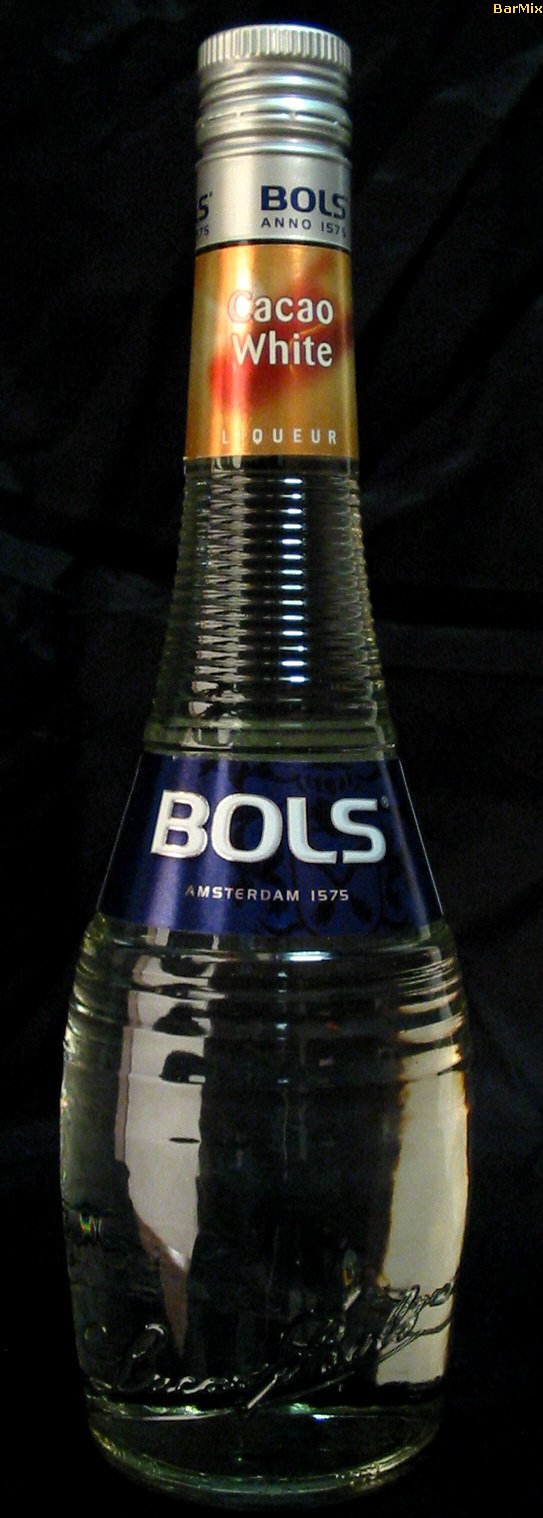 BarMix
BOLS
ANNO 1575
Cacao
White
LIQUEUR
BOLS
AMSTERDAM 1575